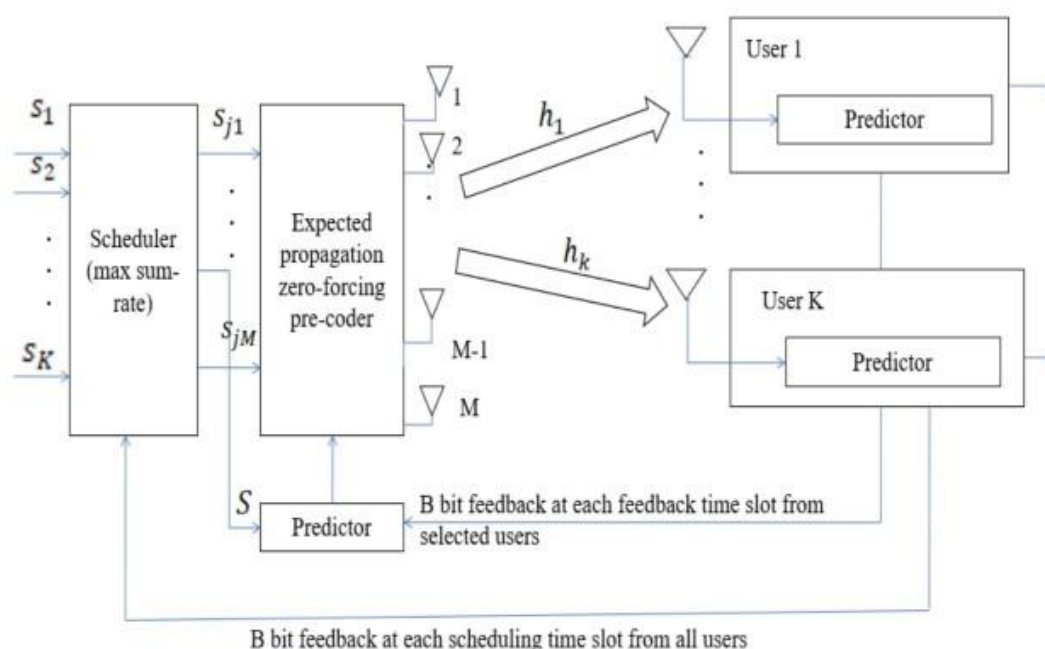 s1
s2
sK
Scheduler
(max sum-
rate)
sj1
sjM
S
Expected
propagation
zero-forcing
pre-coder
1
2
M-1
M
h1
hk
User 1
Predictor
User K
Predictor
Predictor
B bit feedback at each feedback time slot from
selected users
B bit feedback at each scheduling time slot from all users